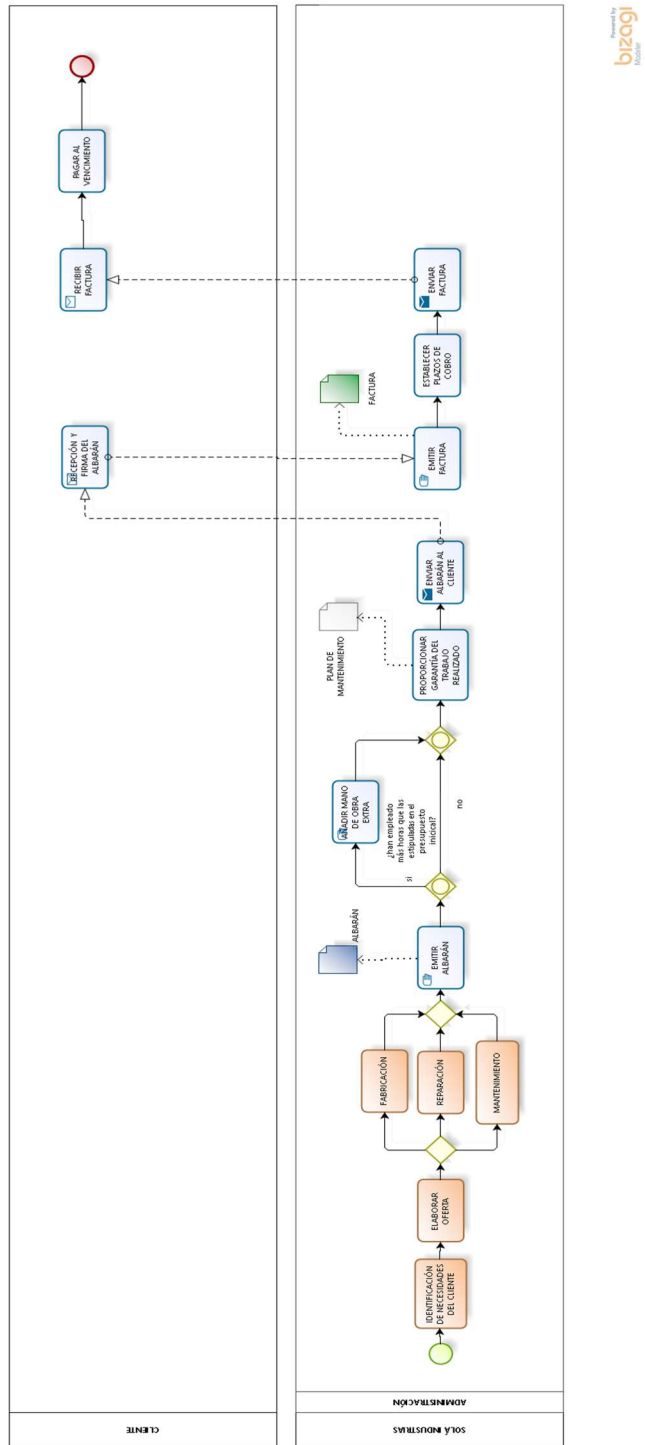 CLIENTE
RECEPCIÓN Y
FIRMA DEL
ALBARÁN
RECIBIR
FACTURA
PAGAR AL
VENCIMIENTO
SOLÁ INDUSTRIAS
ADMINISTRACIÓN
IDENTIFICACIÓN
DE NECESIDADES
DEL CLIENTE
ELABORAR
OFERTA
FABRICACIÓN
REPARACIÓN
MANTENIMIENTO
EMITIR
ALBARÁN
ALBARÁN
si
¿han empleado
más horas que las
estipuladas en el
presupuesto
inicical?
no
AÑADIR MANO
DE OBRA
EXTRA
PROPORCIONAR
GARANTÍA DEL
TRABAJO
REALIZADO
PLAN DE
MANTENIMIENTO
ENVIAR
ALBARÁN AL
CLIENTE
EMITIR
FACTURA
FACTURA
ESTABLECER
PLAZOS DE
COBRO
ENVIAR
FACTURA
Powered by
bizagi
Modeler